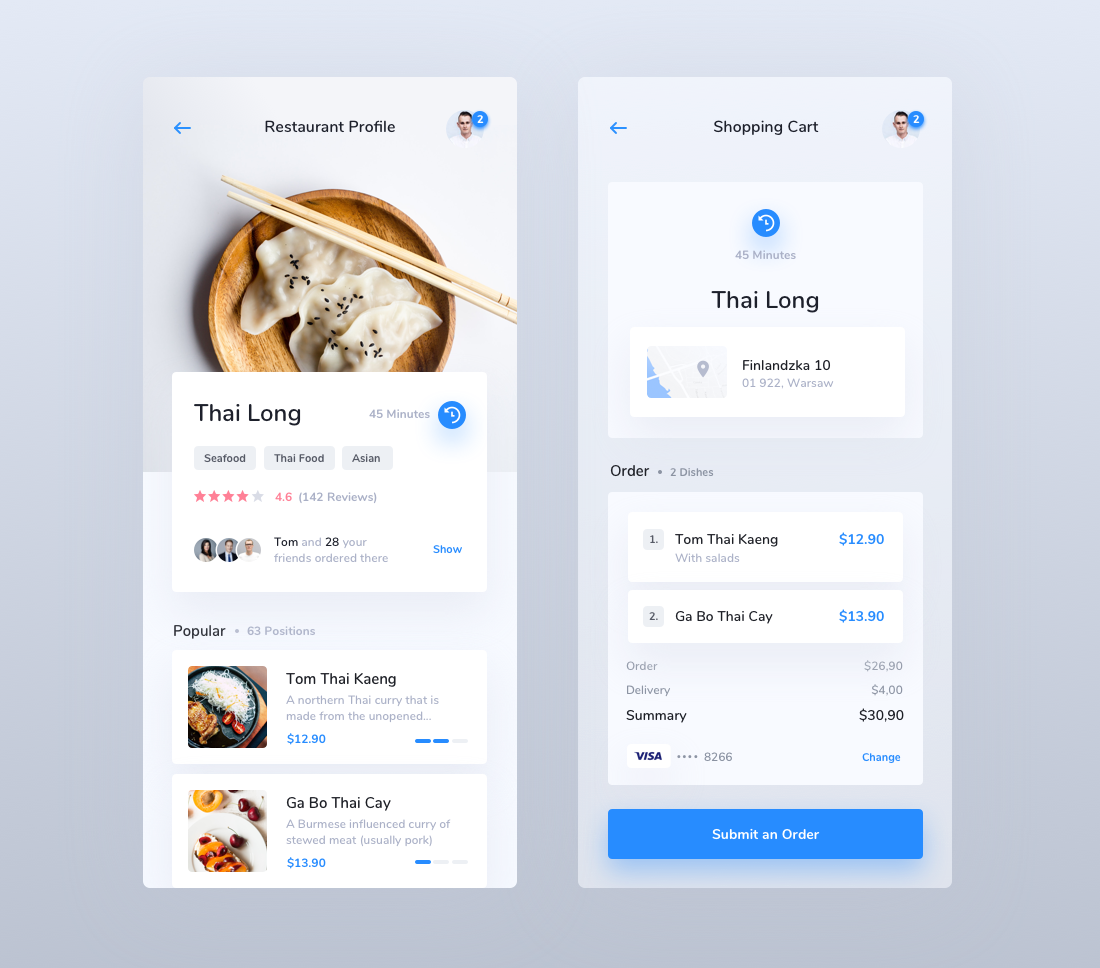 Restaurant Profile
2
Thai Long
45 Minutes
Seafood
Thai Food
Asian
4.6 (142 Reviews)
Tom and 28 your
friends ordered there
Show
Popular • 63 Positions
Tom Thai Kaeng
A northern Thai curry that is
made from the unopened...
$12.90
Ga Bo Thai Cay
A Burmese influenced curry of
stewed meat (usually pork)
$13.90
Shopping Cart
2
45 Minutes
Thai Long
Finlandzka 10
01 922, Warsaw
Order • 2 Dishes
1. Tom Thai Kaeng $12.90
With salads
2. Ga Bo Thai Cay $13.90
Order $26,90
Delivery $4,00
Summary $30,90
VISA •••• 8266 Change
Submit an Order